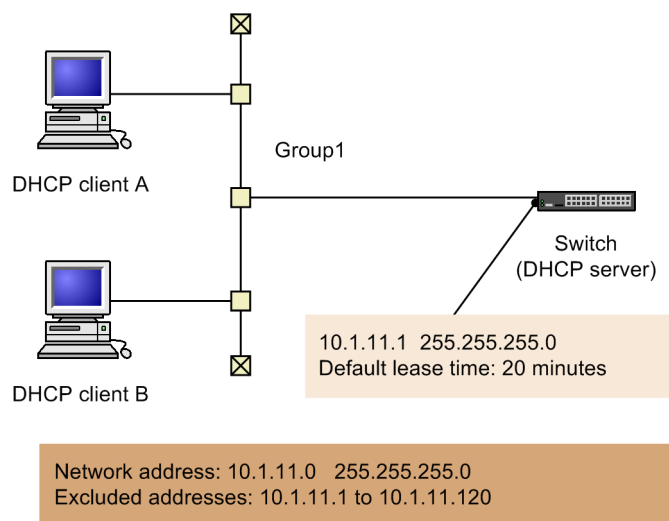 Group1
DHCP client A
Switch
(DHCP server)
10.1.11.1 255.255.255.0
Default lease time: 20 minutes
DHCP client B
Network address: 10.1.11.0 255.255.255.0
Excluded addresses: 10.1.11.1 to 10.1.11.120